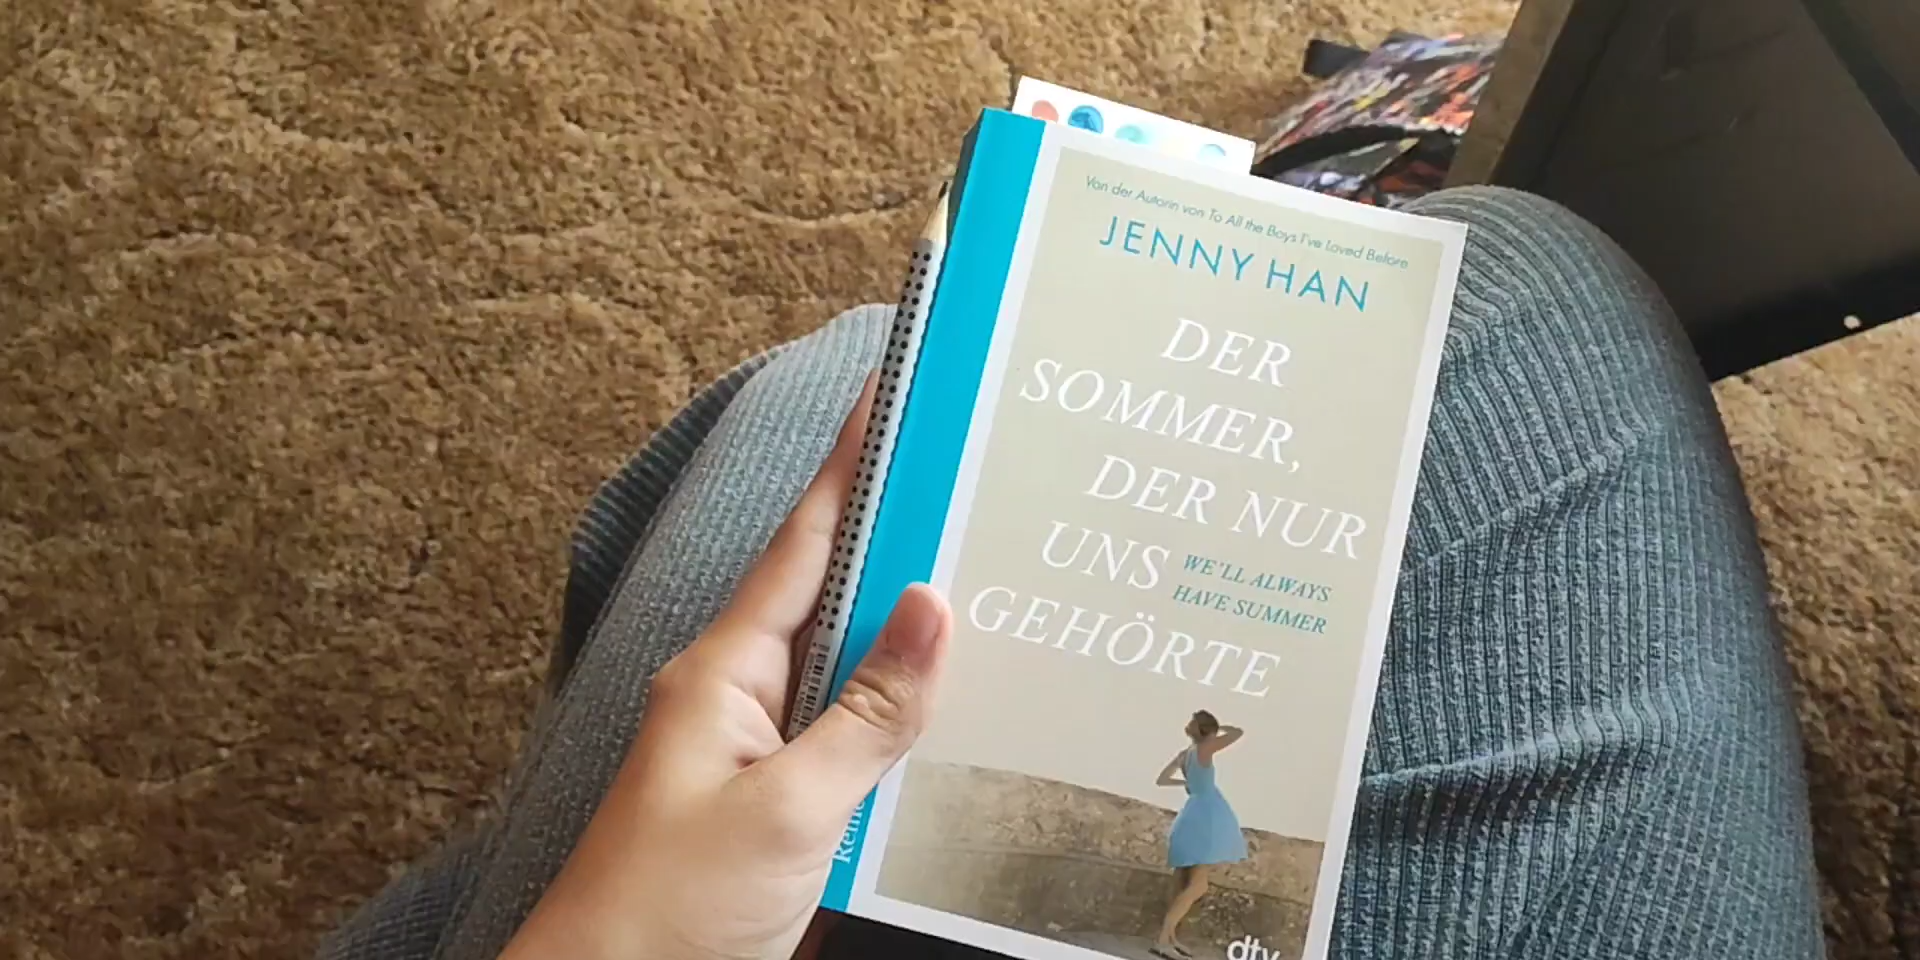 Von der Autorin von To All the Boys I've Loved Before
JENNY HAN
DER
SOMMER,
DER NUR
UNS
WE'LL ALWAYS
HAVE SUMMER
GEHÖRTE
dtv